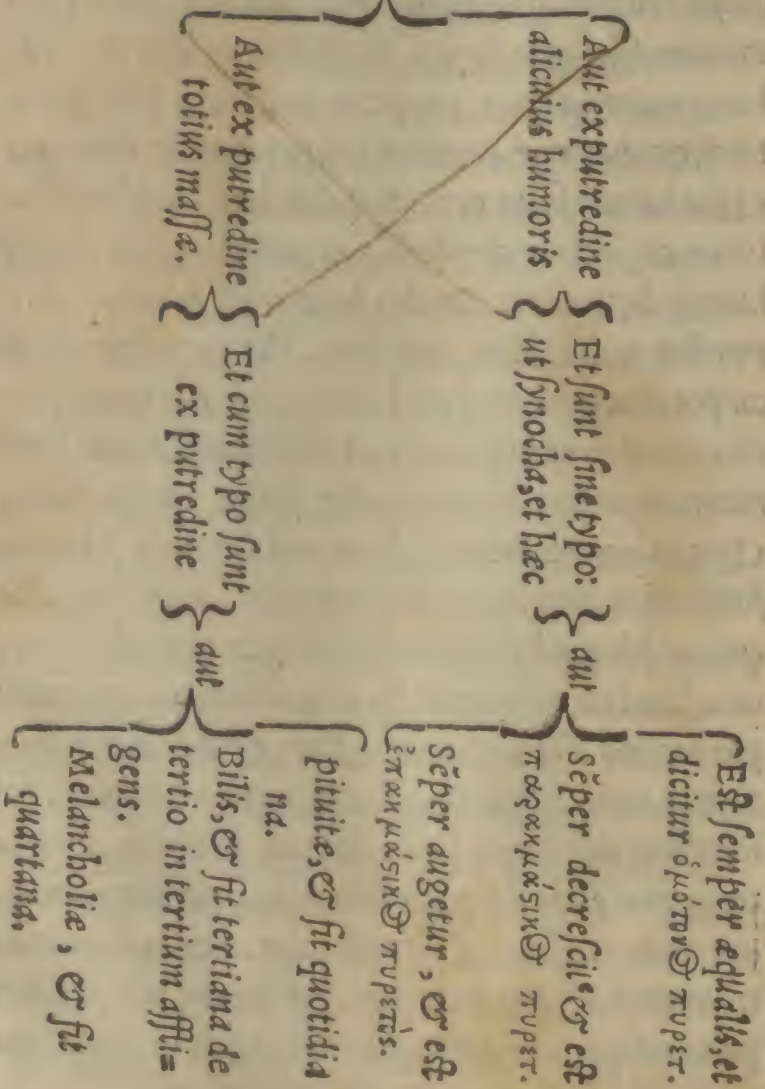 Aut ex putredine
alicuius humoris
Et ſunt ſine typo:
ut ſynocha, et hæc
aut
Eſt ſemper æqualis, et
dicitur ὁμότονος πυρετ.
Sēper decreſcit & eſt
παρακμάσικος πυρετ.
Sēper augetur, & eſt
ἐπακμάσικος πυρετὸς.
Aut ex putredine
totius maſſæ.
Et cum typo ſunt
ex putredine
aut
pituitæ, & fit quotidia
na.
Bilis, & fit tertiana de
tertio in tertium affli=
gens.
Melancholiæ, & fit
quartana.